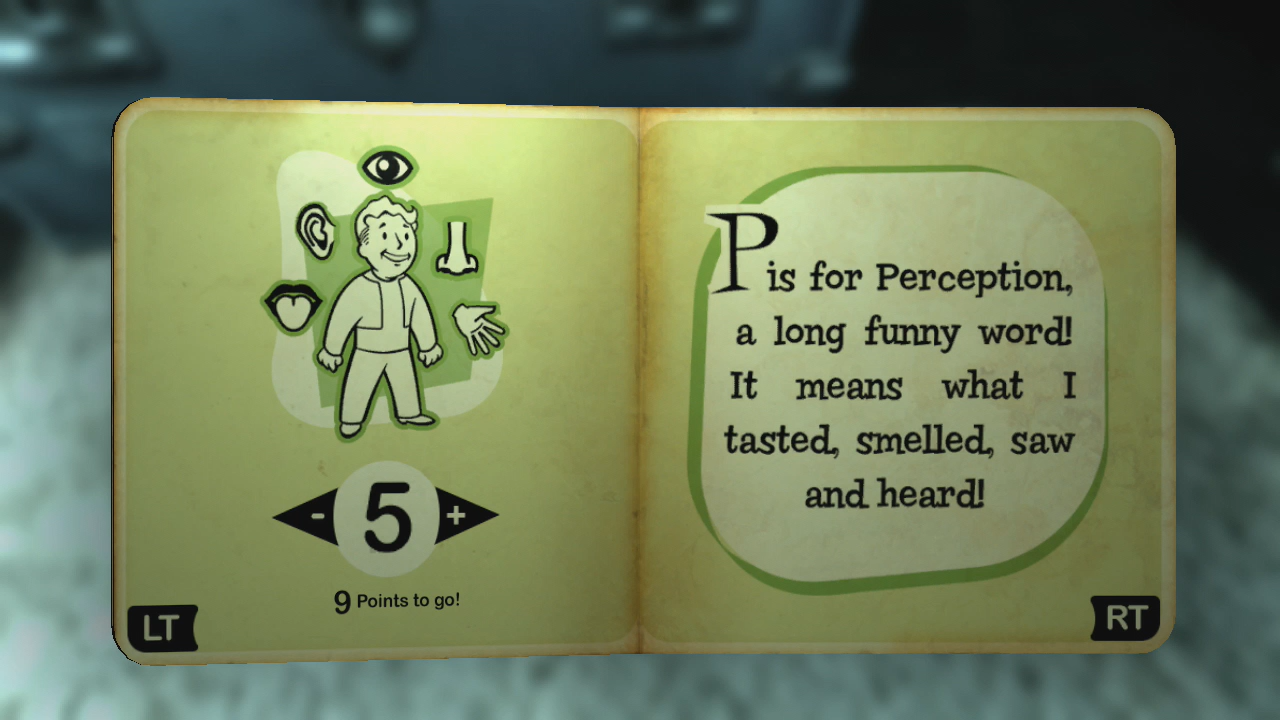 - 5 +
9 Points to go!
LT
P is for Perception,
a long funny word!
It means what I
tasted, smelled, saw
and heard!
RT